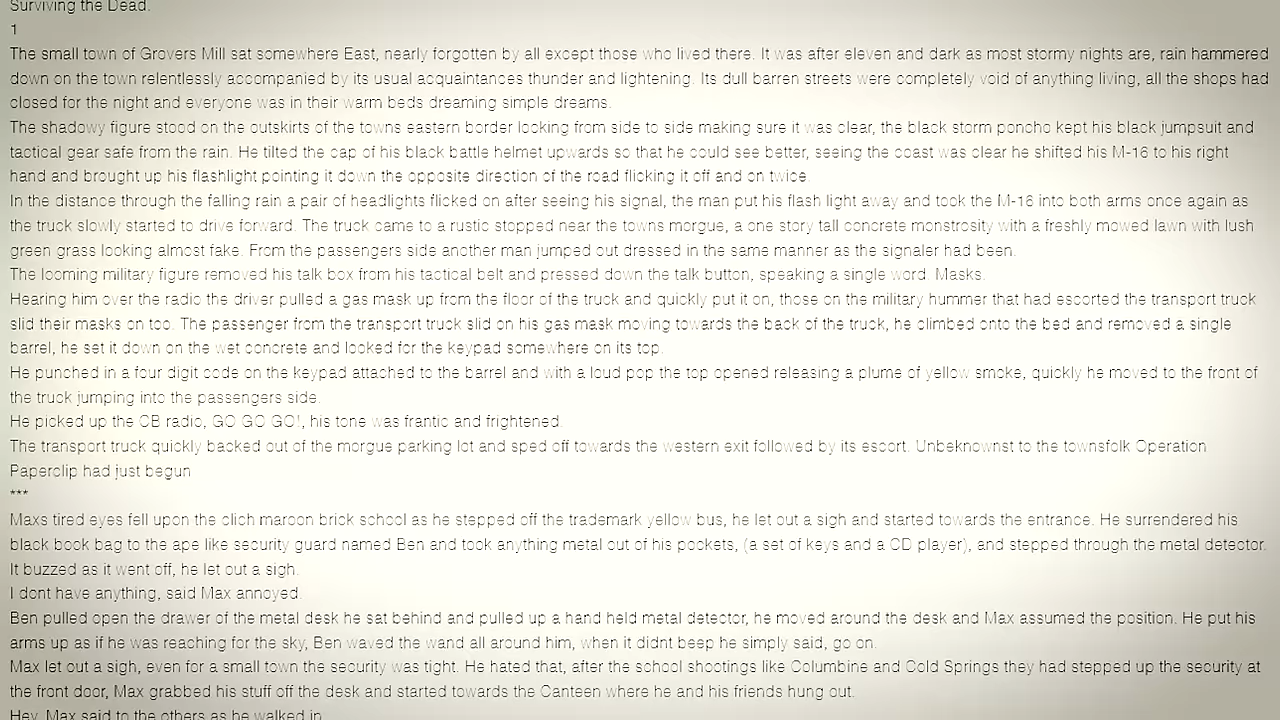 Surviving the Dead.
1
The small town of Grovers Mill sat somewhere East, nearly forgotten by all except those who lived there. It was after eleven and dark as most stormy nights are, rain hammered
down on the town relentlessly accompanied by its usual acquaintances thunder and lightening. Its dull barren streets were completely void of anything living, all the shops had
closed for the night and everyone was in their warm beds dreaming simple dreams.
The shadowy figure stood on the outskirts of the towns eastern border looking from side to side making sure it was clear, the black storm poncho kept his black jumpsuit and
tactical gear safe from the rain. He tilted the cap of his black battle helmet upwards so that he could see better, seeing the coast was clear he shifted his M-16 to his right
hand and brought up his flashlight pointing it down the opposite direction of the road flicking it off and on twice.
In the distance through the falling rain a pair of headlights flicked on after seeing his signal, the man put his flash light away and took the M-16 into both arms once again as
the truck slowly started to drive forward. The truck came to a rustic stopped near the towns morgue, a one story tall concrete monstrosity with a freshly mowed lawn with lush
green grass looking almost fake. From the passengers side another man jumped out dressed in the same manner as the signaler had been.
The looming military figure removed his talk box from his tactical belt and pressed down the talk button, speaking a single word. Masks.
Hearing him over the radio the driver pulled a gas mask up from the floor of the truck and quickly put it on, those on the military hummer that had escorted the transport truck
slid their masks on too. The passenger from the transport truck slid on his gas mask moving towards the back of the truck, he climbed onto the bed and removed a single
barrel, he set it down on the wet concrete and looked for the keypad somewhere on its top.
He punched in a four digit code on the keypad attached to the barrel and with a loud pop the top opened releasing a plume of yellow smoke, quickly he moved to the front of
the truck jumping into the passengers side.
He picked up the CB radio, GO GO GO!, his tone was frantic and frightened.
The transport truck quickly backed out of the morgue parking lot and sped off towards the western exit followed by its escort. Unbeknownst to the townsfolk Operation
Paperclip had just begun
***
Maxs tired eyes fell upon the clich maroon brick school as he stepped off the trademark yellow bus, he let out a sigh and started towards the entrance. He surrendered his
black book bag to the ape like security guard named Ben and took anything metal out of his pockets, (a set of keys and a CD player), and stepped through the metal detector.
It buzzed as it went off, he let out a sigh.
I dont have anything, said Max annoyed.
Ben pulled open the drawer of the metal desk he sat behind and pulled up a hand held metal detector, he moved around the desk and Max assumed the position. He put his
arms up as if he was reaching for the sky, Ben waved the wand all around him, when it didnt beep he simply said, go on.
Max let out a sigh, even for a small town the security was tight. He hated that, after the school shootings like Columbine and Cold Springs they had stepped up the security at
the front door, Max grabbed his stuff off the desk and started towards the Canteen where he and his friends hung out.
Hey, Max said to the others as he walked in.